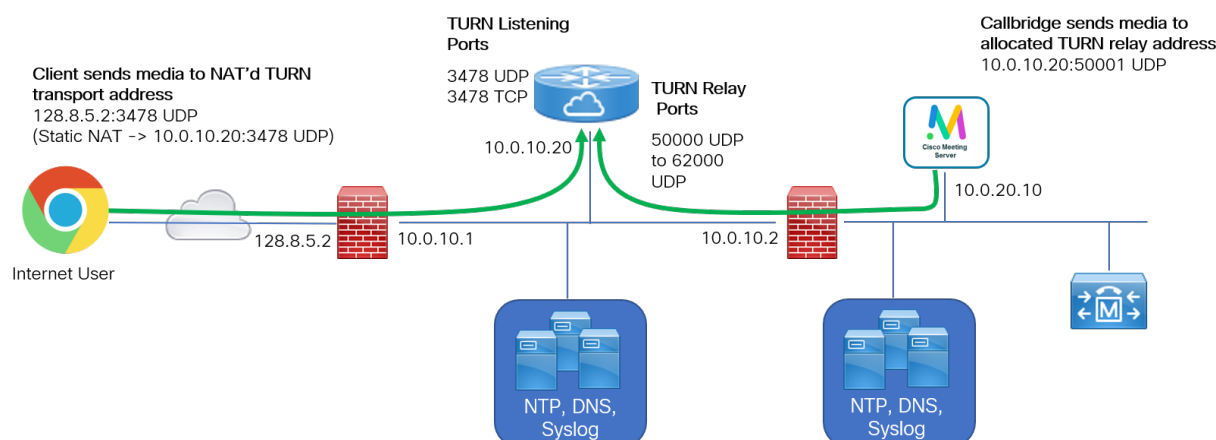 TURN Listening
Ports
3478 UDP
3478 TCP
Callbridge sends media to
allocated TURN relay address
10.0.10.20:50001 UDP
Client sends media to NAT'd TURN
transport address
128.8.5.2:3478 UDP
(Static NAT -> 10.0.10.20:3478 UDP)
TURN Relay
Ports
50000 UDP
to 62000
UDP
10.0.10.20
Cisco Meeting
Server
10.0.20.10
128.8.5.2
10.0.10.1
10.0.10.2
Internet User
M
NTP, DNS,
Syslog
NTP, DNS,
Syslog